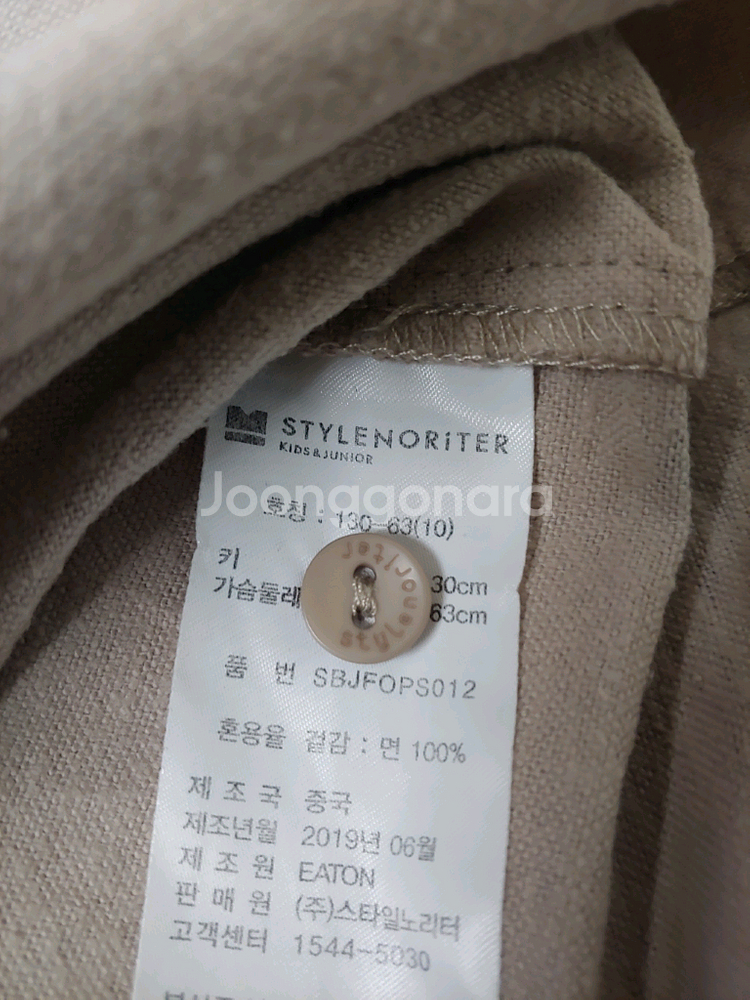 STYLENORiTER
KIDS & JUNIOR
Joonggonara
호칭 : 130-63(10)
키 30cm
가슴둘레 63cm
jetlyou
style
품 번 SBJFOPS012
혼용율 겉감 : 면 100%
제 조 국 중국
제조년월 2019년 06월
제 조 원 EATON
판 매 원 (주)스타일노리터
고객센터 1544-5030